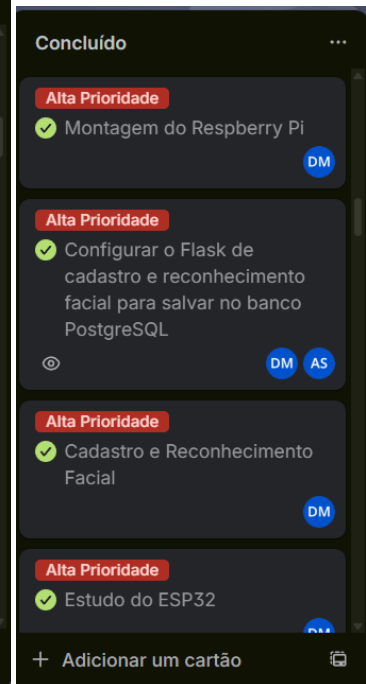 Concluído
Alta Prioridade
Montagem do Respberry Pi
DM
Alta Prioridade
Configurar o Flask de
cadastro e reconhecimento
facial para salvar no banco
PostgreSQL
DM AS
Alta Prioridade
Cadastro e Reconhecimento
Facial
DM
Alta Prioridade
Estudo do ESP32
DM
+ Adicionar um cartão